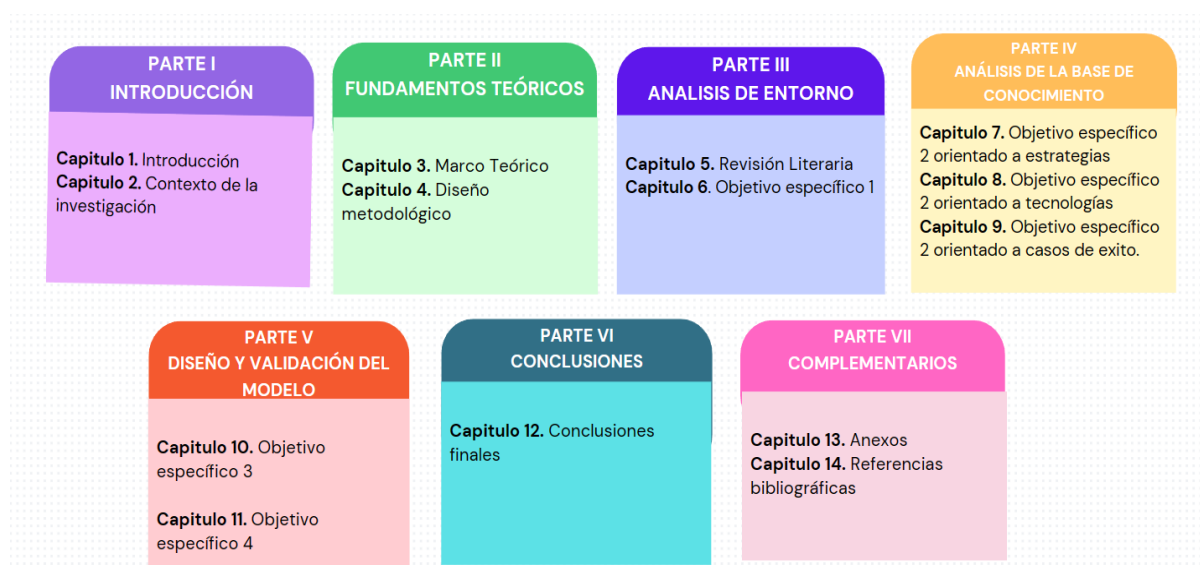 PARTE I
INTRODUCCIÓN
Capitulo 1. Introducción
Capitulo 2. Contexto de la
investigación
PARTE II
FUNDAMENTOS TEÓRICOS
Capitulo 3. Marco Teórico
Capitulo 4. Diseño
metodológico
PARTE III
ANALISIS DE ENTORNO
Capitulo 5. Revisión Literaria
Capitulo 6. Objetivo específico 1
PARTE IV
ANÁLISIS DE LA BASE DE
CONOCIMIENTO
Capitulo 7. Objetivo específico
2 orientado a estrategias
Capitulo 8. Objetivo específico
2 orientado a tecnologías
Capitulo 9. Objetivo específico
2 orientado a casos de exito.
PARTE V
DISEÑO Y VALIDACIÓN DEL
MODELO
Capitulo 10. Objetivo
específico 3
Capitulo 11. Objetivo
específico 4
PARTE VI
CONCLUSIONES
Capitulo 12. Conclusiones
finales
PARTE VII
COMPLEMENTARIOS
Capitulo 13. Anexos
Capitulo 14. Referencias
bibliográficas